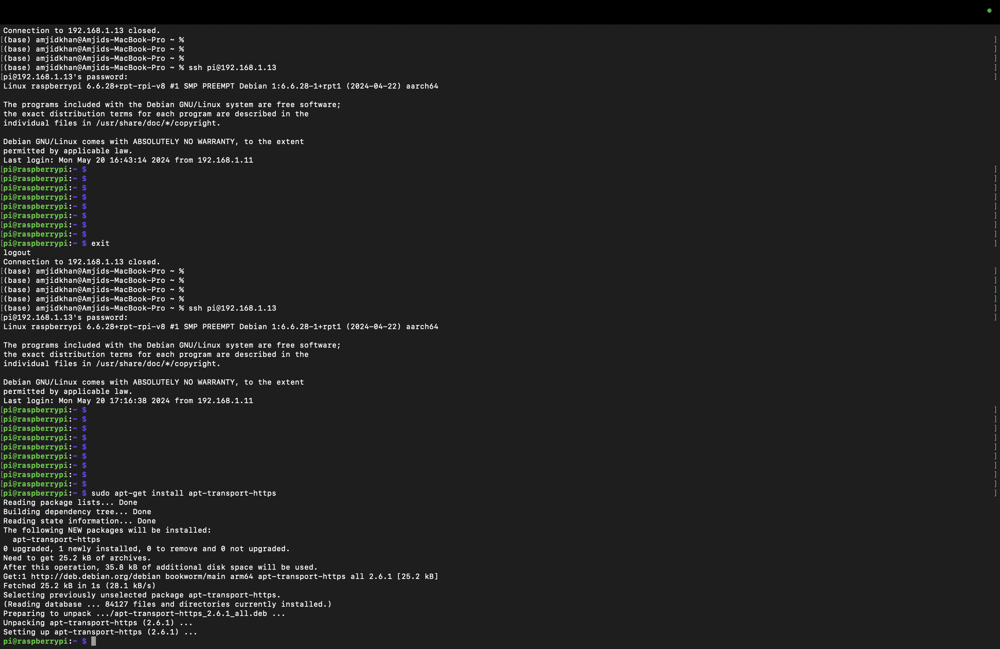 Connection to 192.168.1.13 closed.
[(base) amjidkhan@Amjids-MacBook-Pro ~ % ]
[(base) amjidkhan@Amjids-MacBook-Pro ~ % ]
[(base) amjidkhan@Amjids-MacBook-Pro ~ % ]
[(base) amjidkhan@Amjids-MacBook-Pro ~ % ssh pi@192.168.1.13 ]
[pi@192.168.1.13's password: ]
Linux raspberrypi 6.6.28+rpt-rpi-v8 #1 SMP PREEMPT Debian 1:6.6.28-1+rpt1 (2024-04-22) aarch64
The programs included with the Debian GNU/Linux system are free software;
the exact distribution terms for each program are described in the
individual files in /usr/share/doc/*/copyright.
Debian GNU/Linux comes with ABSOLUTELY NO WARRANTY, to the extent
permitted by applicable law.
Last login: Mon May 20 16:43:14 2024 from 192.168.1.11
[pi@raspberrypi:~ $ ]
[pi@raspberrypi:~ $ ]
[pi@raspberrypi:~ $ ]
[pi@raspberrypi:~ $ ]
[pi@raspberrypi:~ $ ]
[pi@raspberrypi:~ $ ]
[pi@raspberrypi:~ $ ]
[pi@raspberrypi:~ $ ]
[pi@raspberrypi:~ $ exit ]
logout
Connection to 192.168.1.13 closed.
[(base) amjidkhan@Amjids-MacBook-Pro ~ % ]
[(base) amjidkhan@Amjids-MacBook-Pro ~ % ]
[(base) amjidkhan@Amjids-MacBook-Pro ~ % ]
[(base) amjidkhan@Amjids-MacBook-Pro ~ % ]
[(base) amjidkhan@Amjids-MacBook-Pro ~ % ssh pi@192.168.1.13 ]
[pi@192.168.1.13's password: ]
Linux raspberrypi 6.6.28+rpt-rpi-v8 #1 SMP PREEMPT Debian 1:6.6.28-1+rpt1 (2024-04-22) aarch64
The programs included with the Debian GNU/Linux system are free software;
the exact distribution terms for each program are described in the
individual files in /usr/share/doc/*/copyright.
Debian GNU/Linux comes with ABSOLUTELY NO WARRANTY, to the extent
permitted by applicable law.
Last login: Mon May 20 17:16:38 2024 from 192.168.1.11
[pi@raspberrypi:~ $ ]
[pi@raspberrypi:~ $ ]
[pi@raspberrypi:~ $ ]
[pi@raspberrypi:~ $ ]
[pi@raspberrypi:~ $ ]
[pi@raspberrypi:~ $ ]
[pi@raspberrypi:~ $ ]
[pi@raspberrypi:~ $ ]
[pi@raspberrypi:~ $ ]
[pi@raspberrypi:~ $ sudo apt-get install apt-transport-https ]
Reading package lists... Done
Building dependency tree... Done
Reading state information... Done
The following NEW packages will be installed:
  apt-transport-https
0 upgraded, 1 newly installed, 0 to remove and 0 not upgraded.
Need to get 25.2 kB of archives.
After this operation, 35.8 kB of additional disk space will be used.
Get:1 http://deb.debian.org/debian bookworm/main arm64 apt-transport-https all 2.6.1 [25.2 kB]
Fetched 25.2 kB in 1s (28.1 kB/s)
Selecting previously unselected package apt-transport-https.
(Reading database ... 84127 files and directories currently installed.)
Preparing to unpack .../apt-transport-https_2.6.1_all.deb ...
Unpacking apt-transport-https (2.6.1) ...
Setting up apt-transport-https (2.6.1) ...
pi@raspberrypi:~ $